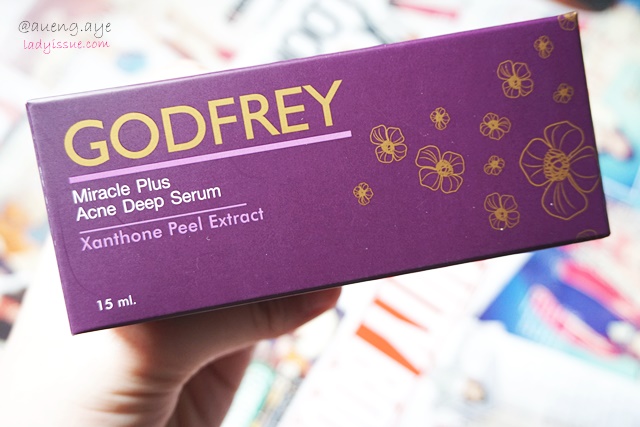 @aueng.aye
ladyissue.com
GODFREY
Miracle Plus
Acne Deep Serum
Xanthone Peel Extract
15 ml.